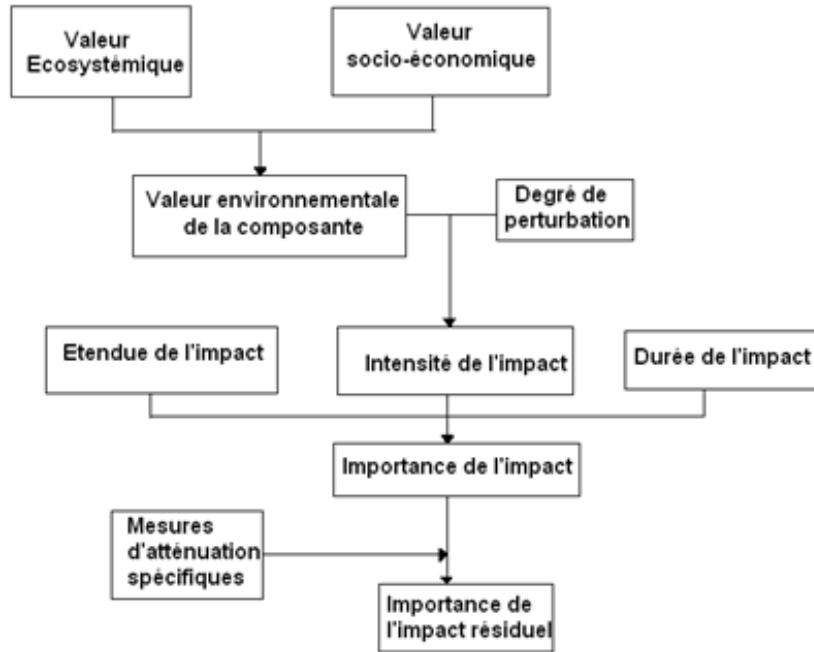 Valeur
Ecosystémique
Valeur
socio-économique
Valeur environnementale
de la composante
Degré de
perturbation
Etendue de l'impact
Intensité de l'impact
Durée de l'impact
Importance de l'impact
Mesures
d'atténuation
spécifiques
Importance de
l'impact résiduel